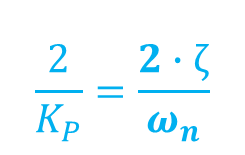 2/K_P = 2 · ζ/ω_n